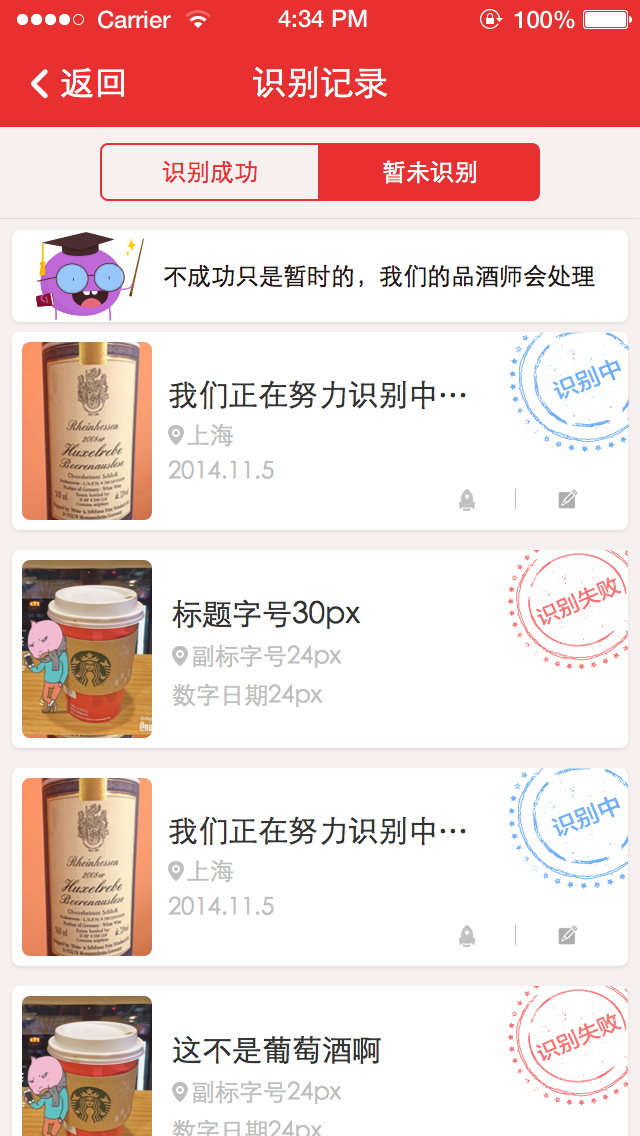 Carrier 4:34 PM 100%
返回 识别记录
识别成功 暂未识别
不成功只是暂时的，我们的品酒师会处理
Rheinhessen
2008er
Huxelrebe
Beerenauslese
我们正在努力识别中…
上海
2014.11.5
识别中
标题字号30px
副标字号24px
数字日期24px
识别失败
Rheinhessen
2008er
Huxelrebe
Beerenauslese
我们正在努力识别中…
上海
2014.11.5
识别中
这不是葡萄酒啊
副标字号24px
数字日期24px
识别失败